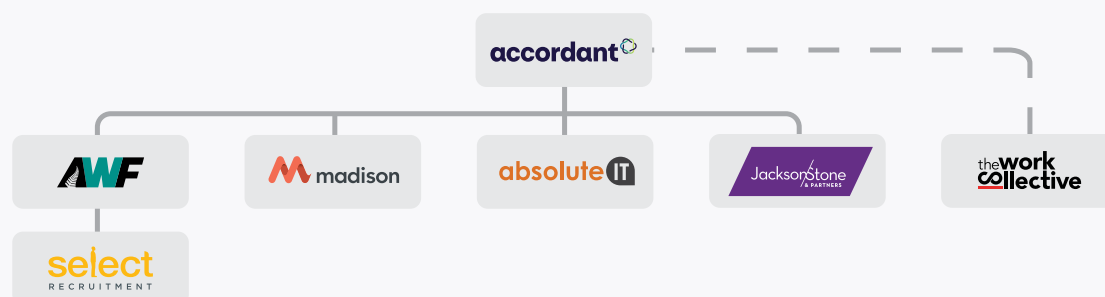 accordant
AWF
madison
absolute IT
JacksonStone
& PARTNERS
the work
collective
select
RECRUITMENT